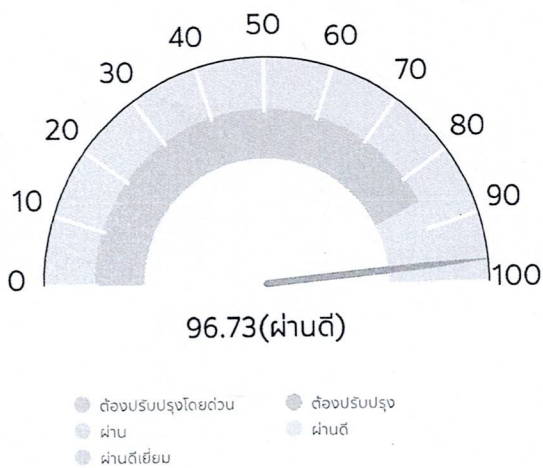 50
40 60
30 70
20 80
10 90
0 100
96.73(ผ่านดี)
ต้องปรับปรุงโดยด่วน ต้องปรับปรุง
ผ่าน ผ่านดี
ผ่านดีเยี่ยม